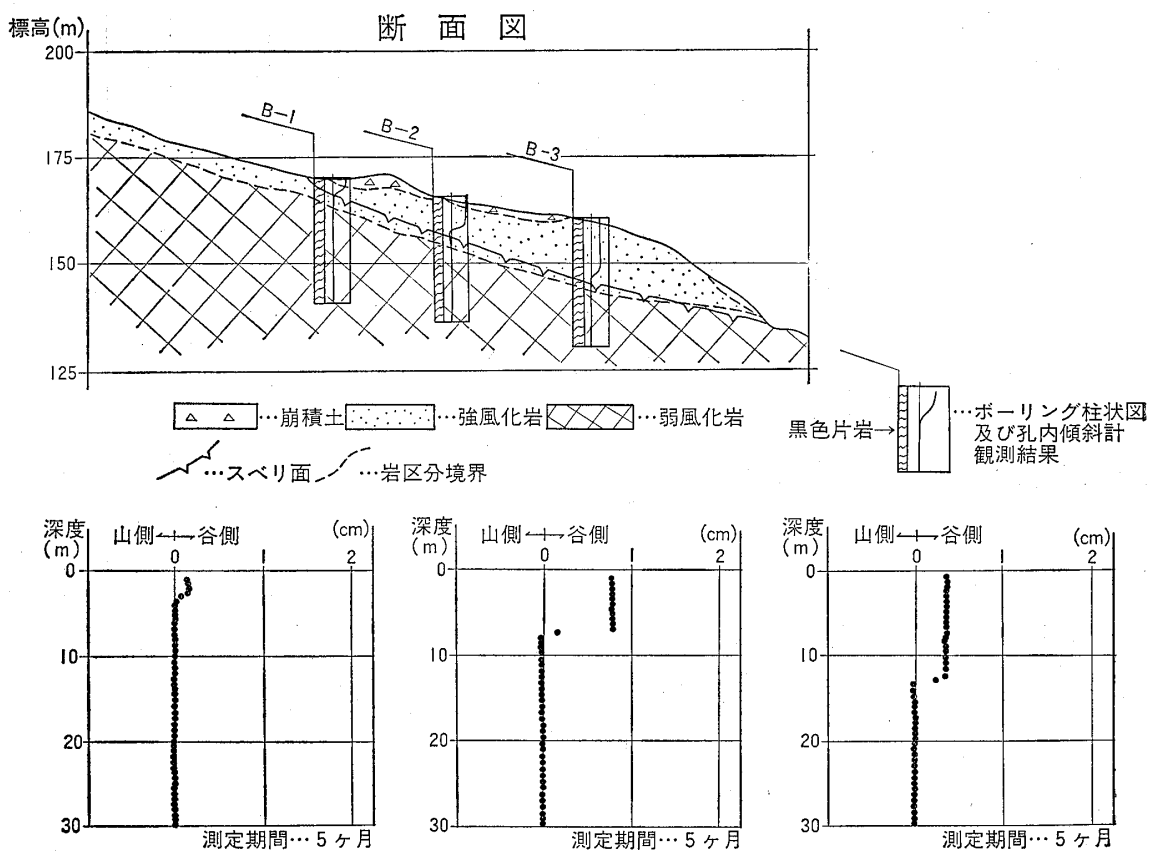 断面図
標高(m)
200
175
150
125
B-1
B-2
B-3
…崩積土
…強風化岩
…弱風化岩
…スベリ面
…岩区分境界
黒色片岩→
…ボーリング柱状図
及び孔内傾斜計
観測結果
深度
(m)
山側←→谷側
(cm)
0 1 2
0
10
20
30
測定期間…5ヶ月
深度
(m)
山側←→谷側
(cm)
0 1 2
0
10
20
30
測定期間…5ヶ月
深度
(m)
山側←→谷側
(cm)
0 1 2
0
10
20
30
測定期間…5ヶ月